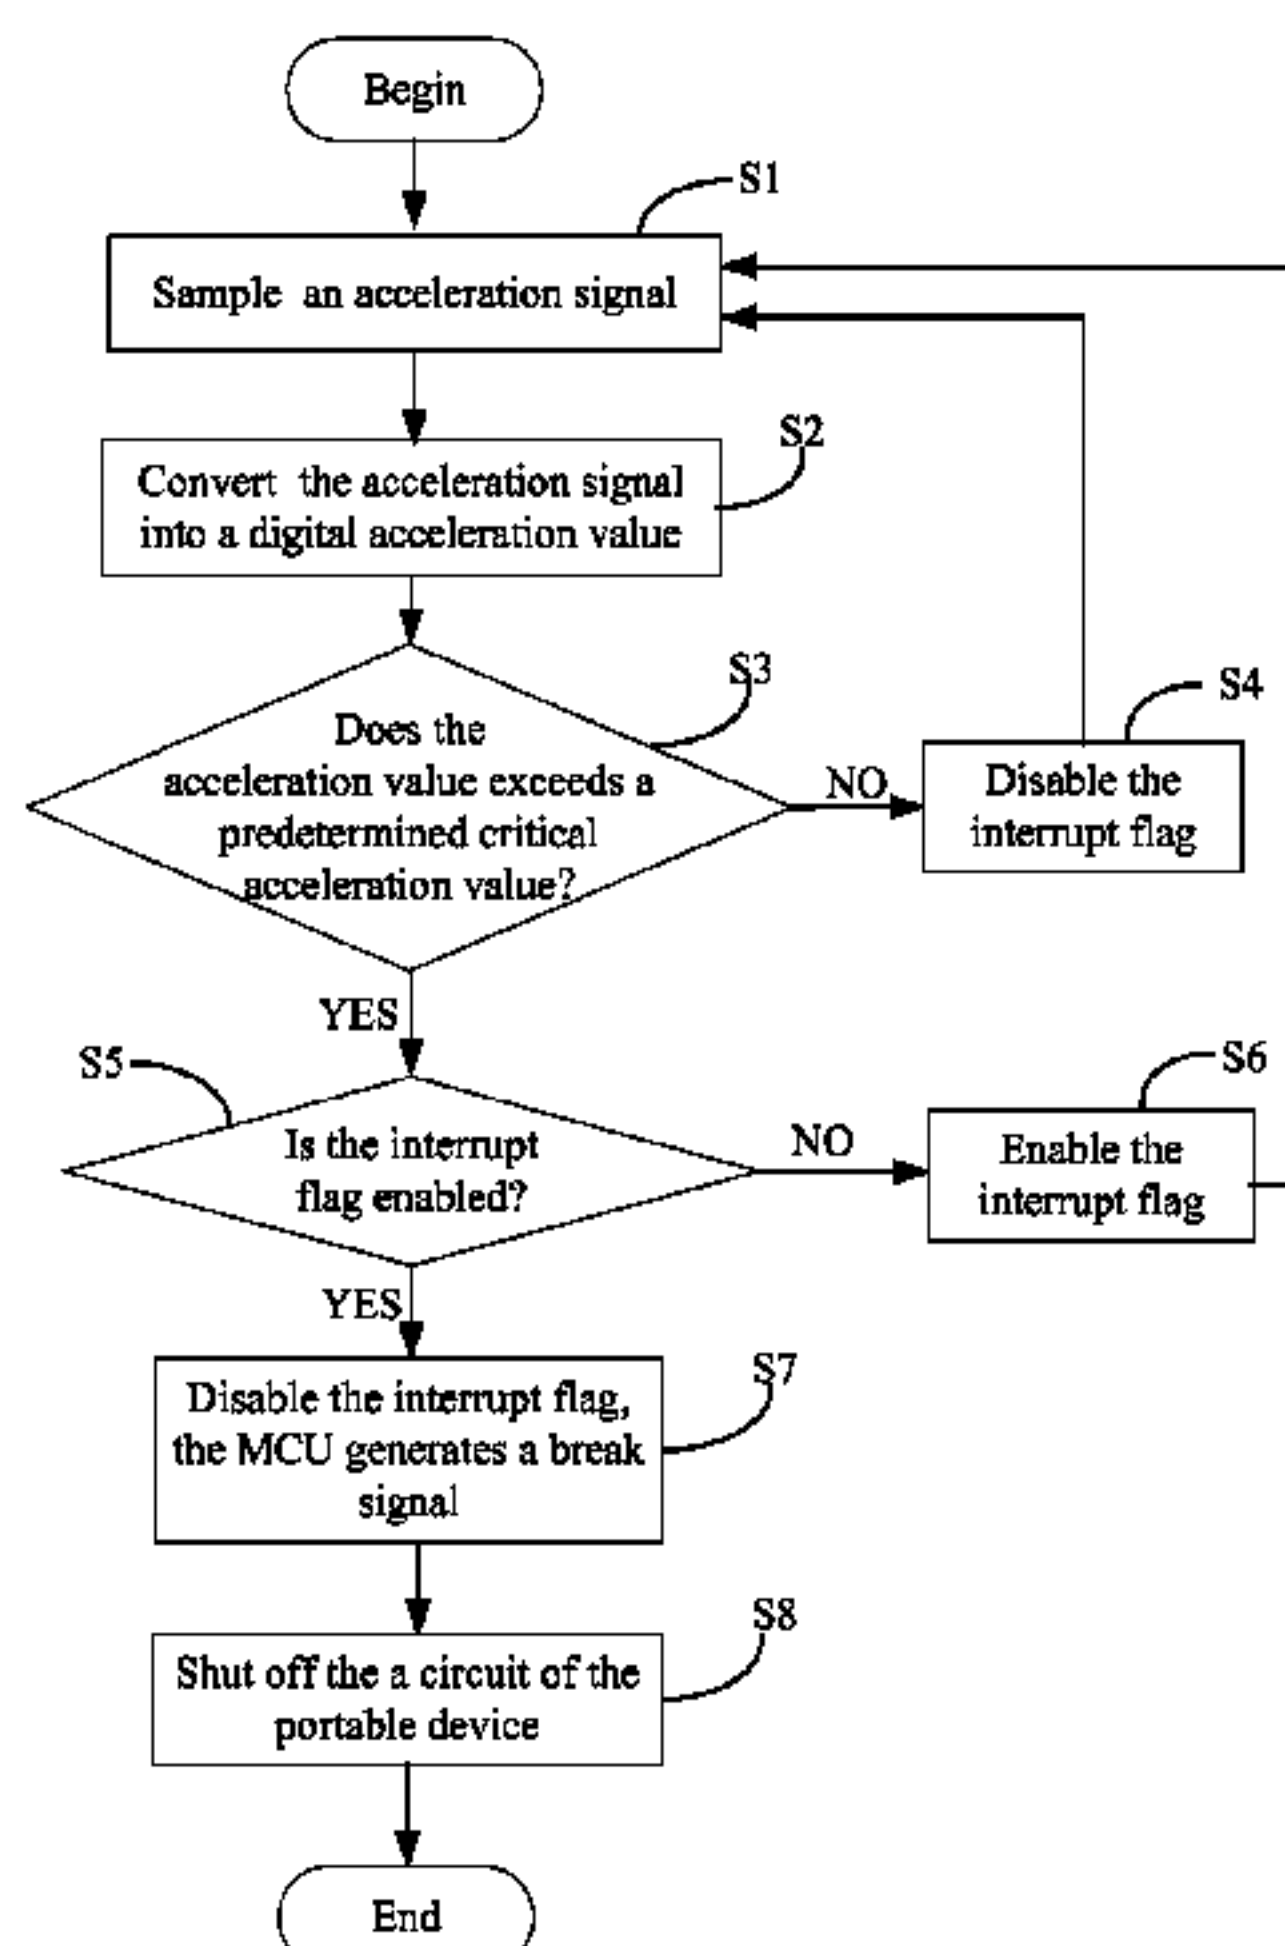 Begin
S1
Sample an acceleration signal
S2
Convert the acceleration signal
into a digital acceleration value
S3
Does the
acceleration value exceeds a
predetermined critical
acceleration value?
NO
S4
Disable the
interrupt flag
YES
S5
Is the interrupt
flag enabled?
NO
S6
Enable the
interrupt flag
YES
S7
Disable the interrupt flag,
the MCU generates a break
signal
S8
Shut off the a circuit of the
portable device
End